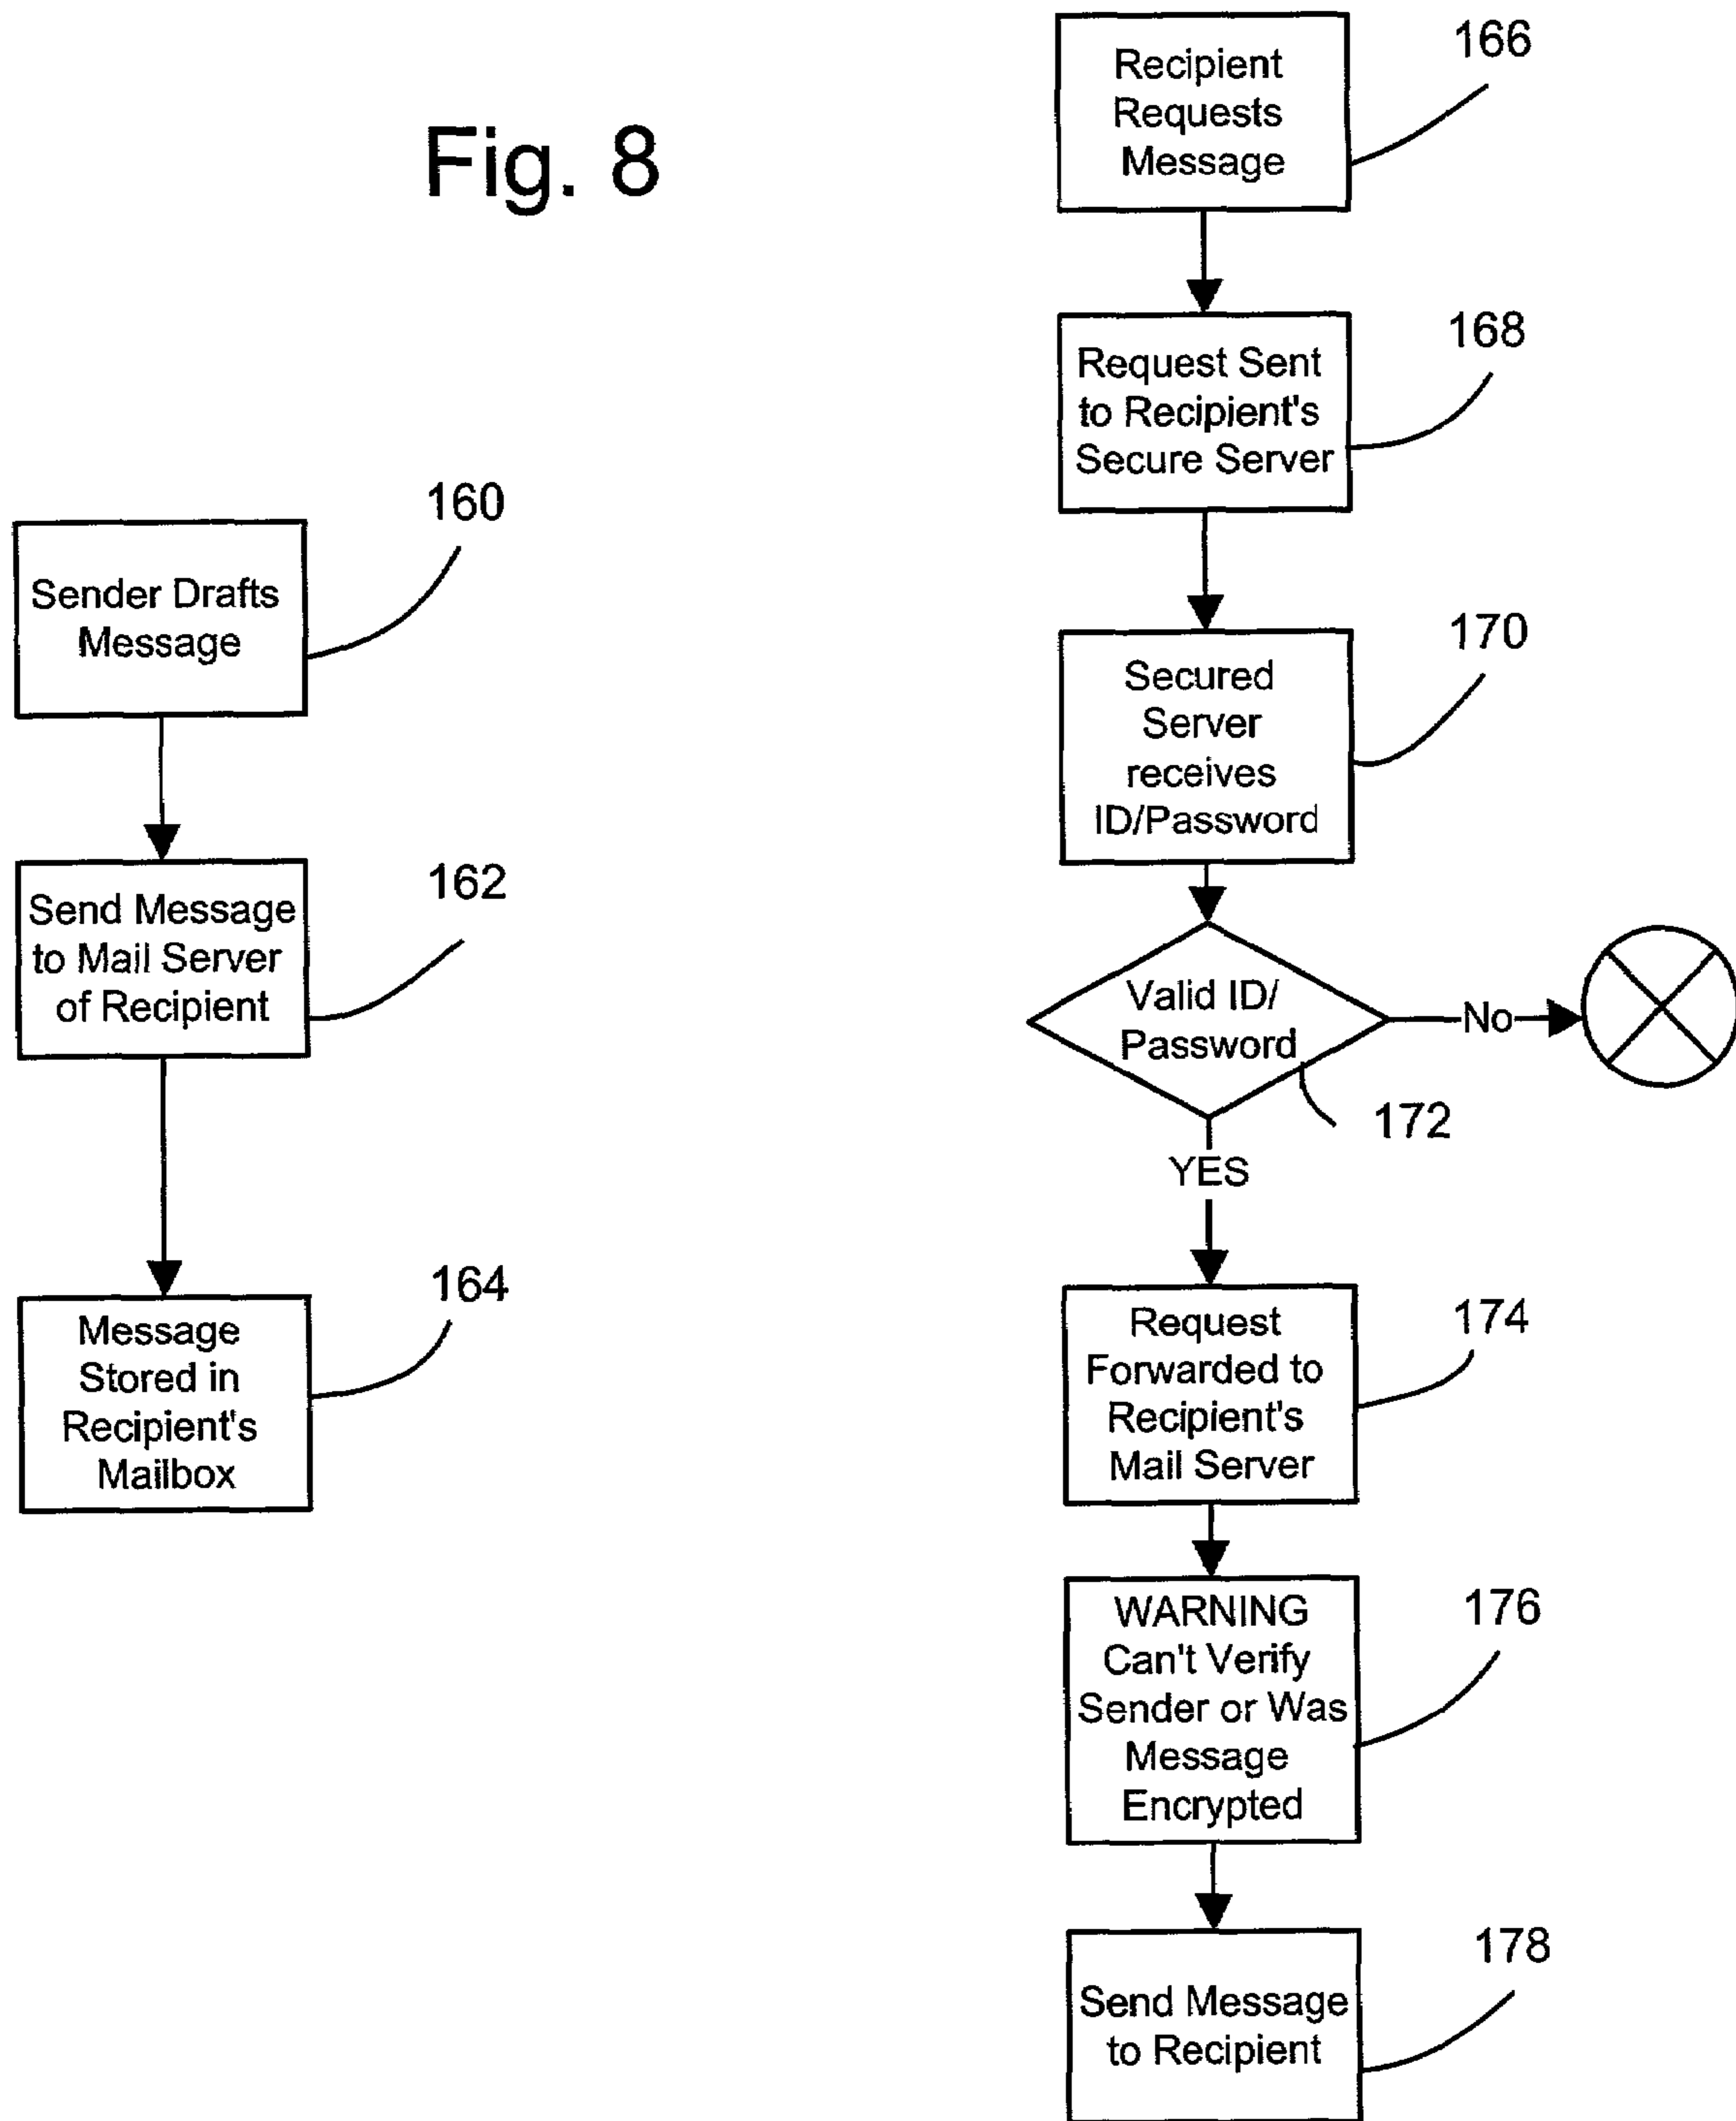 Fig. 8
160
Sender Drafts
Message
162
Send Message
to Mail Server
of Recipient
164
Message
Stored in
Recipient's
Mailbox
166
Recipient
Requests
Message
168
Request Sent
to Recipient's
Secure Server
170
Secured
Server
receives
ID/Password
Valid ID/
Password
No
172
YES
174
Request
Forwarded to
Recipient's
Mail Server
176
WARNING
Can't Verify
Sender or Was
Message
Encrypted
178
Send Message
to Recipient